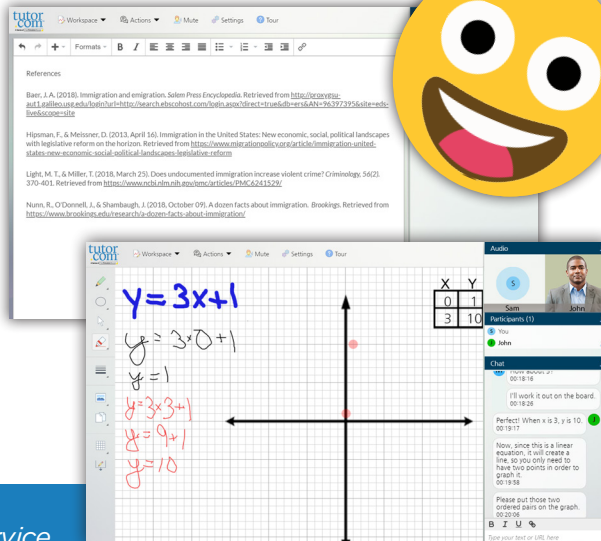 tutor
com
Workspace ▼
Actions ▼
Mute
Settings
Tour
Formats ▾
B I
References
Baer, J. A. (2018). Immigration and emigration. Salem Press Encyclopedia. Retrieved from http://proxygsu-
aut1.galileo.usg.edu/login?url=http://search.ebscohost.com/login.aspx?direct=true&db=ers&AN=96397395&site=eds-
live&scope=site
Hipsman, F., & Meissner, D. (2013, April 16). Immigration in the United States: New economic, social, political landscapes
with legislative reform on the horizon. Retrieved from https://www.migrationpolicy.org/article/immigration-united-
states-new-economic-social-political-landscapes-legislative-reform
Light, M. T., & Miller, T. (2018, March 25). Does undocumented immigration increase violent crime? Criminology, 56(2).
370-401. Retrieved from https://www.ncbi.nlm.nih.gov/pmc/articles/PMC6241529/
Nunn, R., O'Donnell, J., & Shambaugh, J. (2018, October 09). A dozen facts about immigration. Brookings. Retrieved from
https://www.brookings.edu/research/a-dozen-facts-about-immigration/
tutor
com
Workspace ▼
Actions ▼
Mute
Settings
Tour
y=3x+1
y=3×0+1
y=1
y=3×3+1
y=9+1
y=10
X Y
0 1
3 10
Audio
S
Sam
John
Participants (1)
S You
J John
Chat
How about 3?
00:18:16
I'll work it out on the board.
00:18:26
Perfect! When x is 3, y is 10.
J
00:19:17
Now, since this is a linear
equation, it will create a
line, so you only need to
have two points in order to
graph it.
00:19:58
Please put those two
ordered pairs on the graph.
00:20:06
B I U
Type your text or URL here